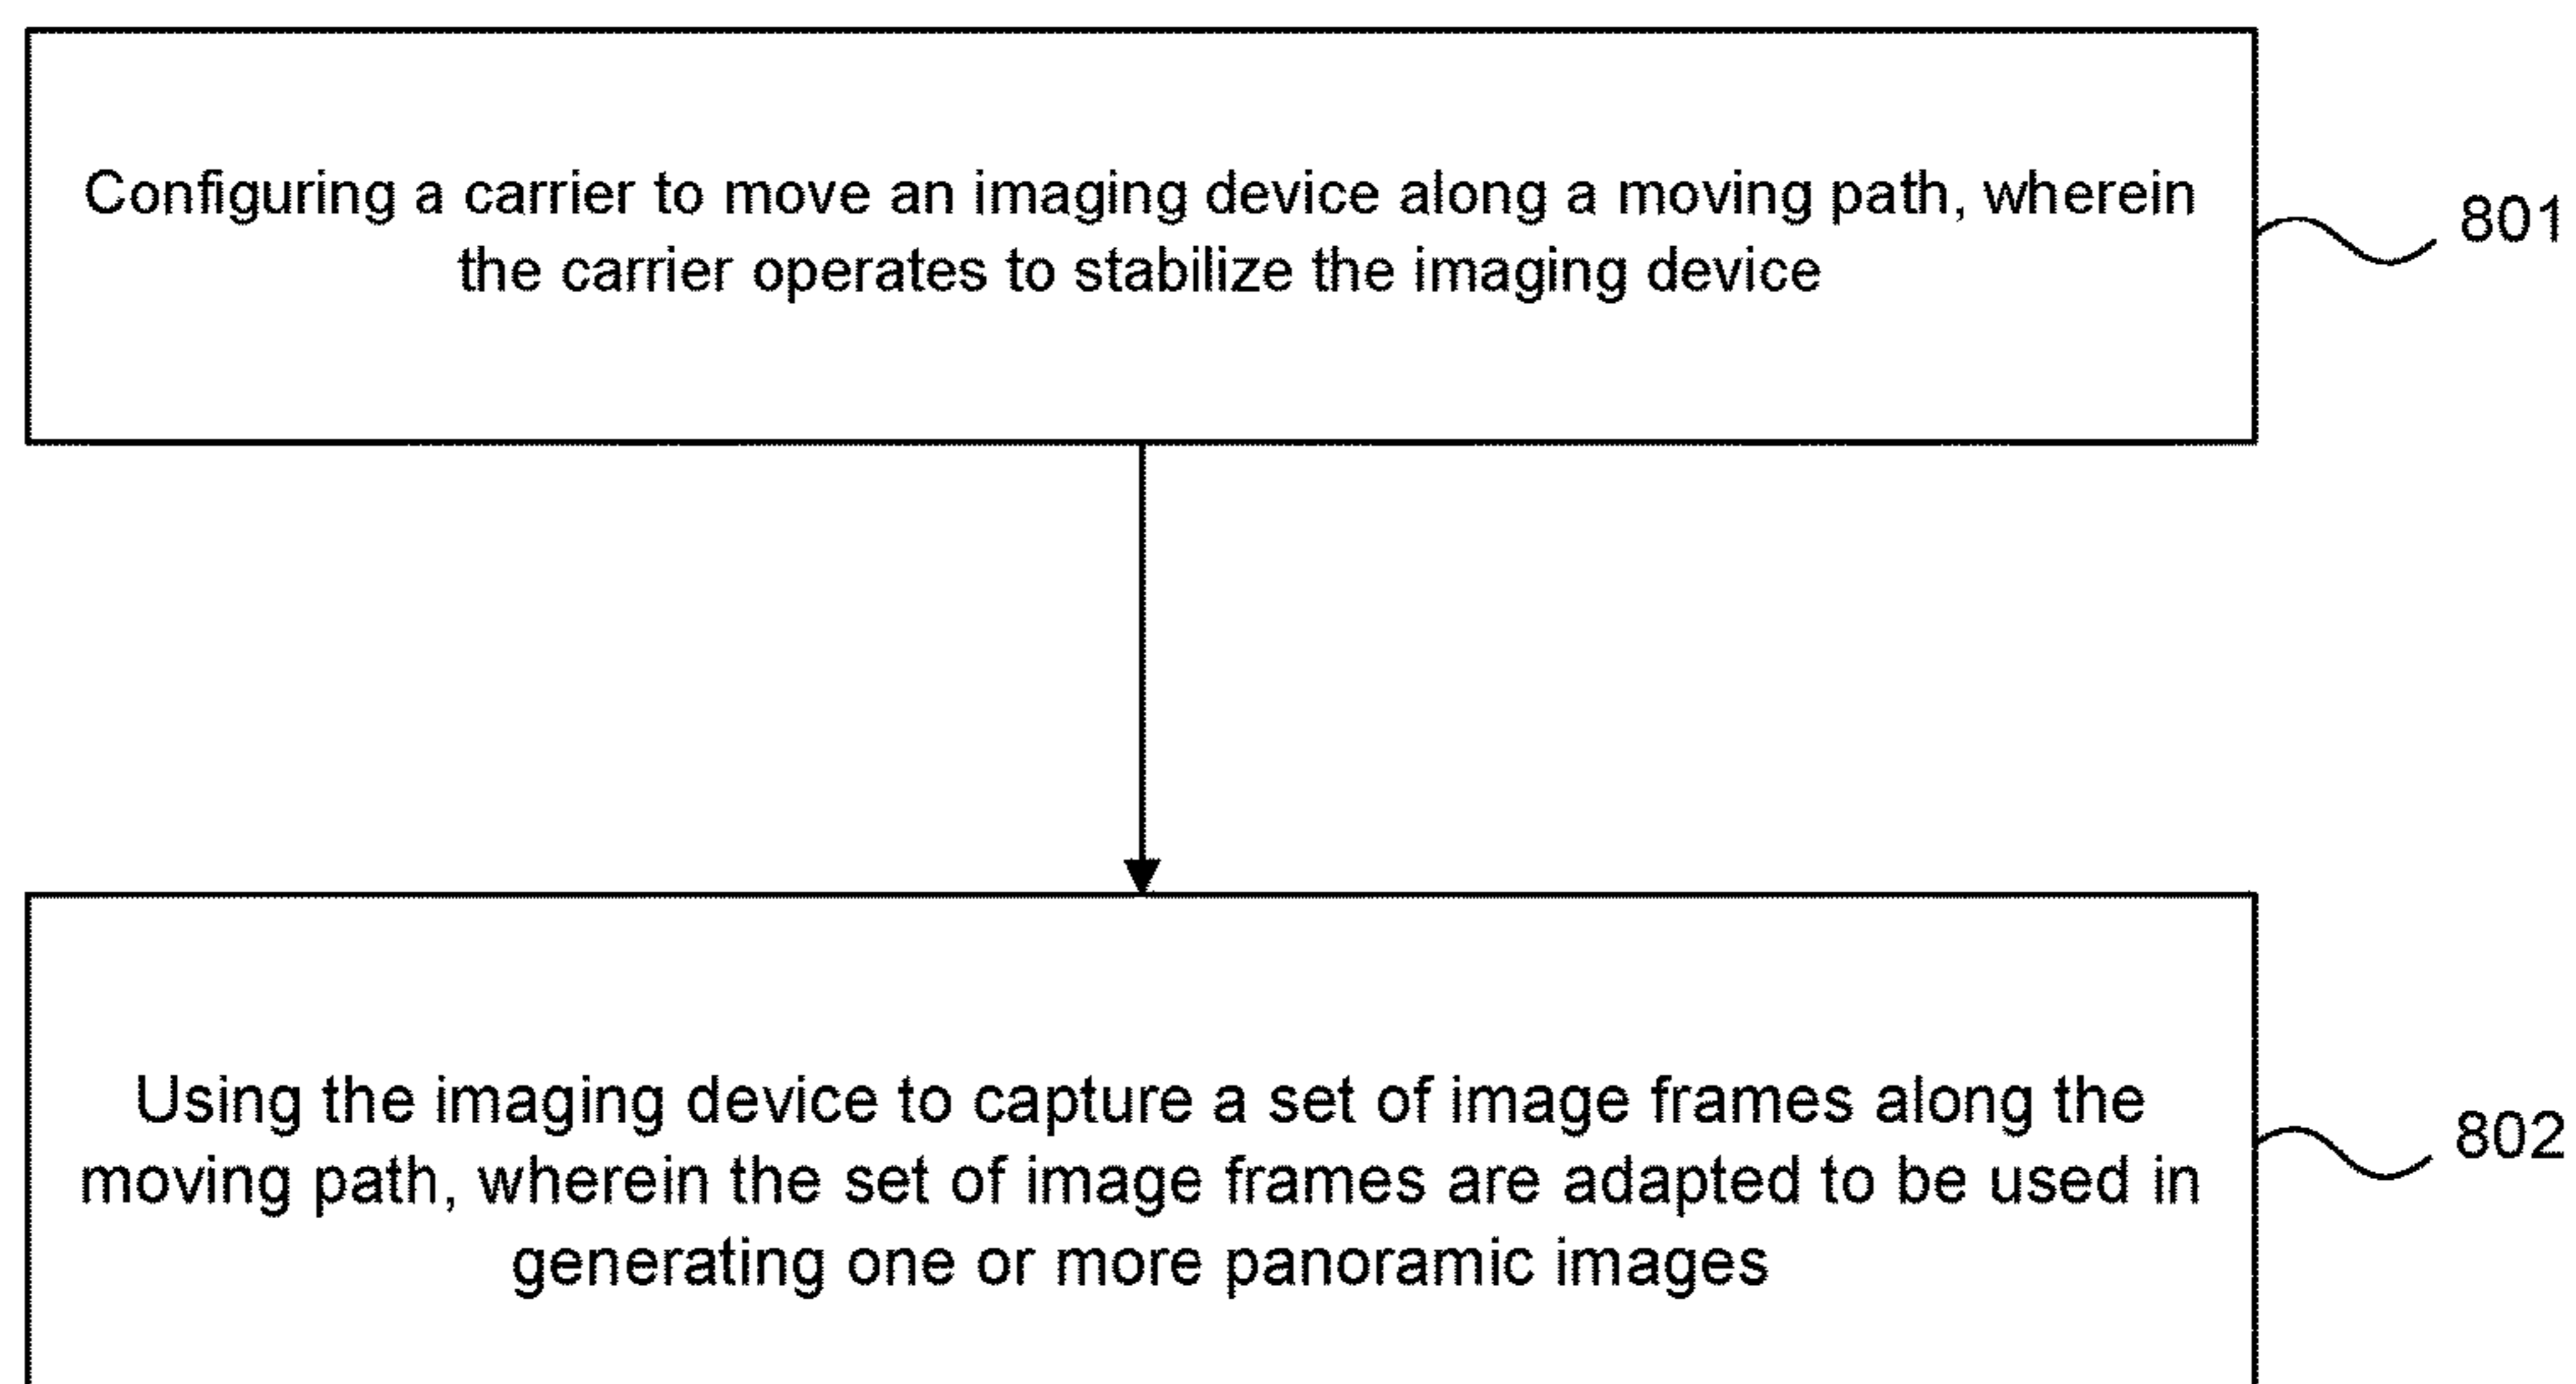 Configuring a carrier to move an imaging device along a moving path, wherein
the carrier operates to stabilize the imaging device
801
Using the imaging device to capture a set of image frames along the
moving path, wherein the set of image frames are adapted to be used in
generating one or more panoramic images
802